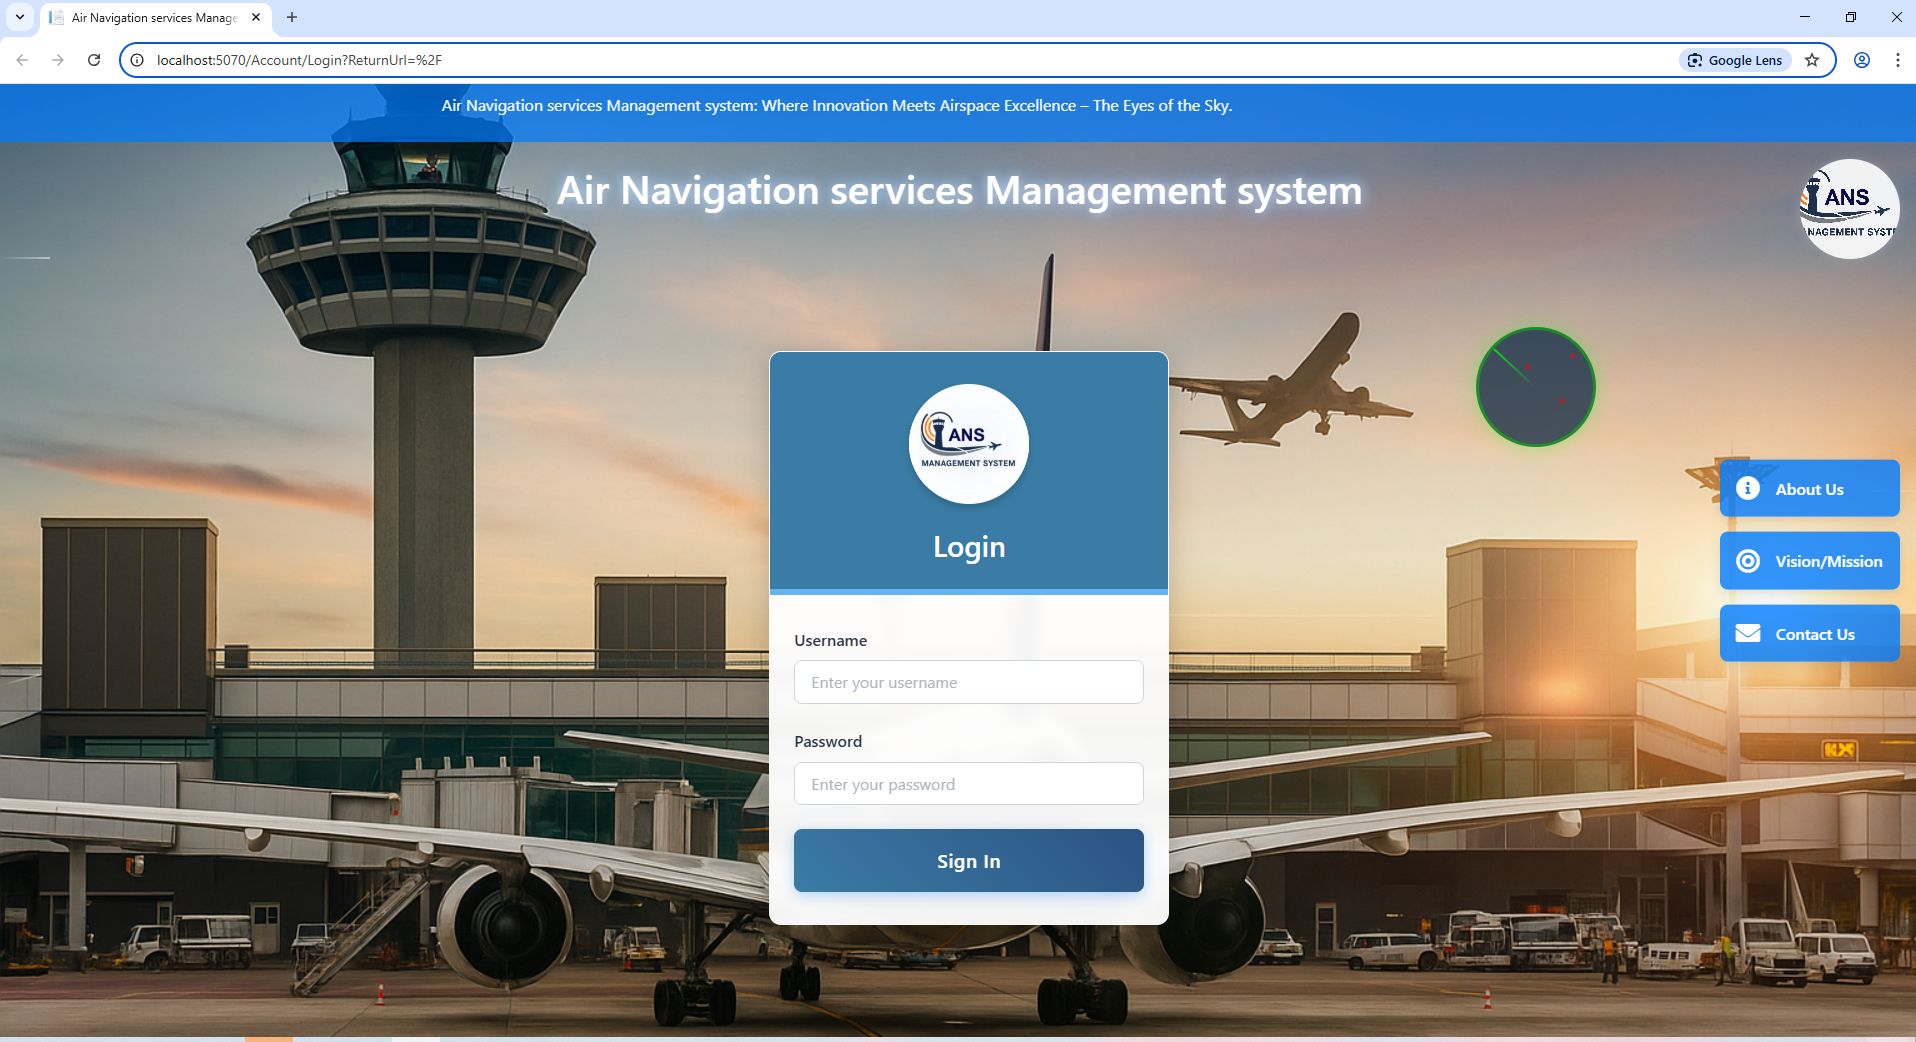 Air Navigation services Manage
localhost:5070/Account/Login?ReturnUrl=%2F
Google Lens
Air Navigation services Management system: Where Innovation Meets Airspace Excellence – The Eyes of the Sky.
Air Navigation services Management system
ANS
NAGEMENT SYST
ANS
MANAGEMENT SYSTEM
Login
About Us
Vision/Mission
Contact Us
Username
Enter your username
Password
Enter your password
Sign In